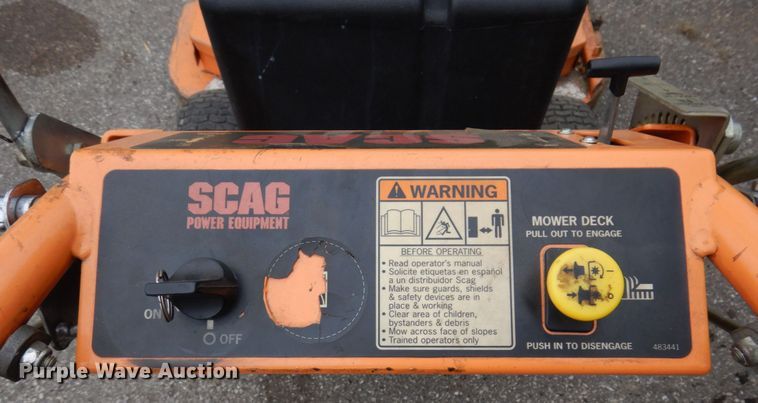 SCAG
SCAG
POWER EQUIPMENT
ON
OFF
WARNING
BEFORE OPERATING
• Read operator's manual
• Solicite etiquetas en español
a un distribuidor Scag
• Make sure guards, shields
& safety devices are in
place & working
• Clear area of children,
bystanders & debris
• Mow across face of slopes
• Trained operators only
MOWER DECK
PULL OUT TO ENGAGE
PUSH IN TO DISENGAGE
483441
Purple Wave Auction